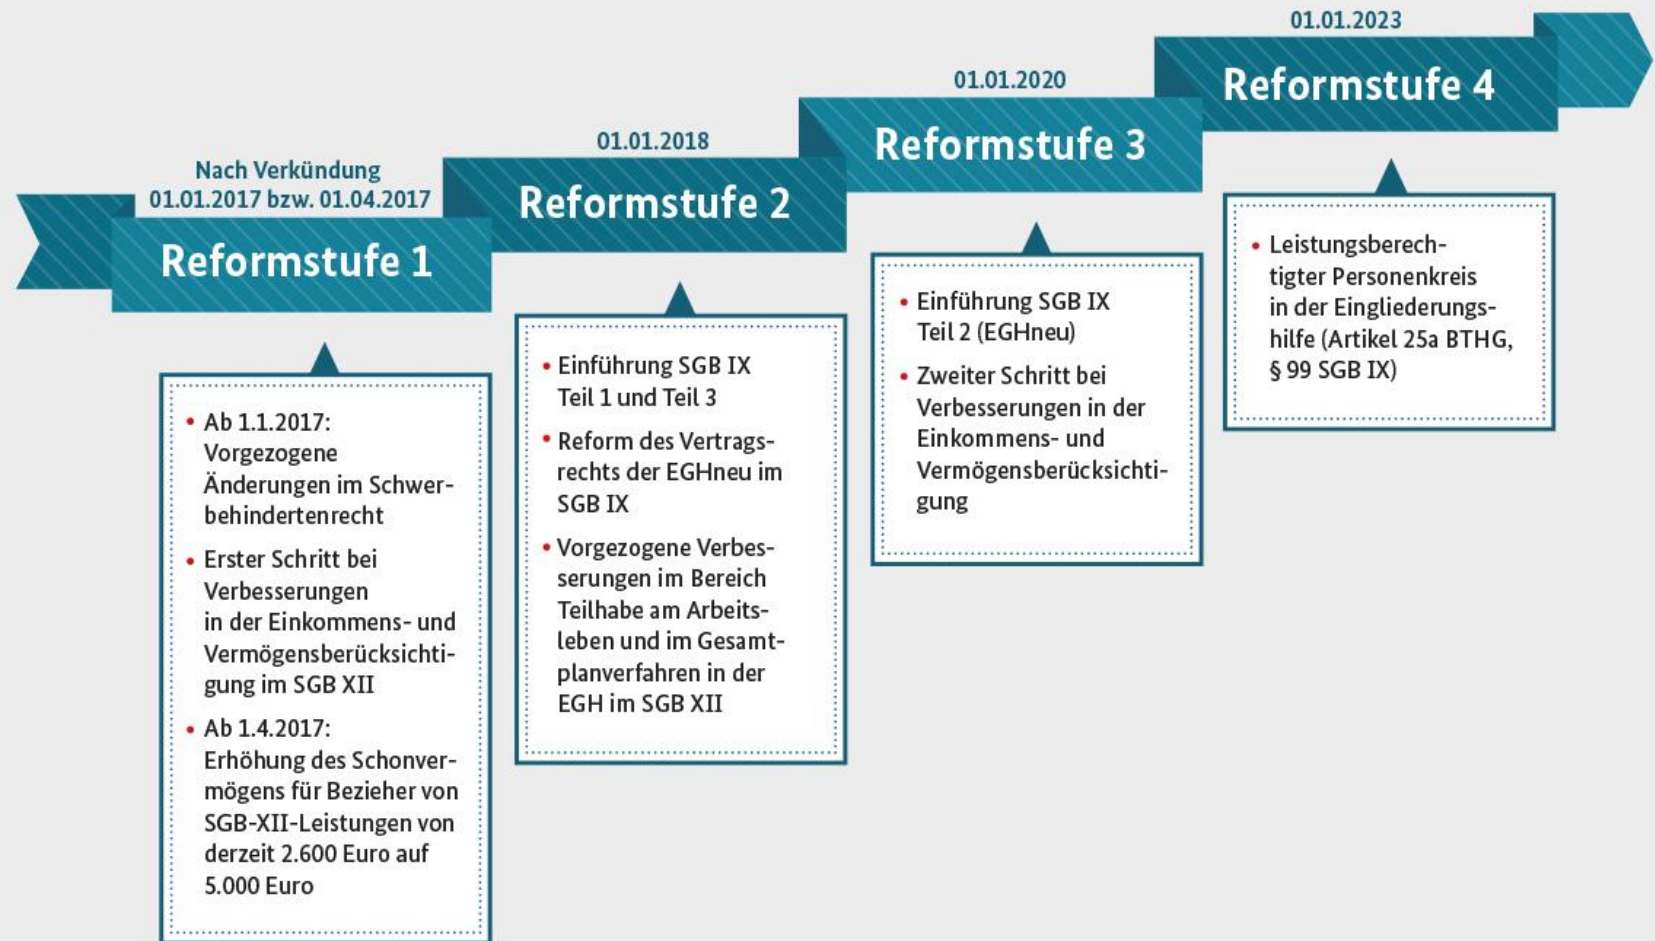 Nach Verkündung
01.01.2017 bzw. 01.04.2017
Reformstufe 1
• Ab 1.1.2017:
Vorgezogene
Änderungen im Schwer-
behindertenrecht
• Erster Schritt bei
Verbesserungen
in der Einkommens- und
Vermögensberücksichti-
gung im SGB XII
• Ab 1.4.2017:
Erhöhung des Schonver-
mögens für Bezieher von
SGB-XII-Leistungen von
derzeit 2.600 Euro auf
5.000 Euro
01.01.2018
Reformstufe 2
• Einführung SGB IX
Teil 1 und Teil 3
• Reform des Vertrags-
rechts der EGHneu im
SGB IX
• Vorgezogene Verbes-
serungen im Bereich
Teilhabe am Arbeits-
leben und im Gesamt-
planverfahren in der
EGH im SGB XII
01.01.2020
Reformstufe 3
• Einführung SGB IX
Teil 2 (EGHneu)
• Zweiter Schritt bei
Verbesserungen in der
Einkommens- und
Vermögensberücksichti-
gung
01.01.2023
Reformstufe 4
• Leistungsberech-
tigter Personenkreis
in der Eingliederungs-
hilfe (Artikel 25a BTHG,
§ 99 SGB IX)